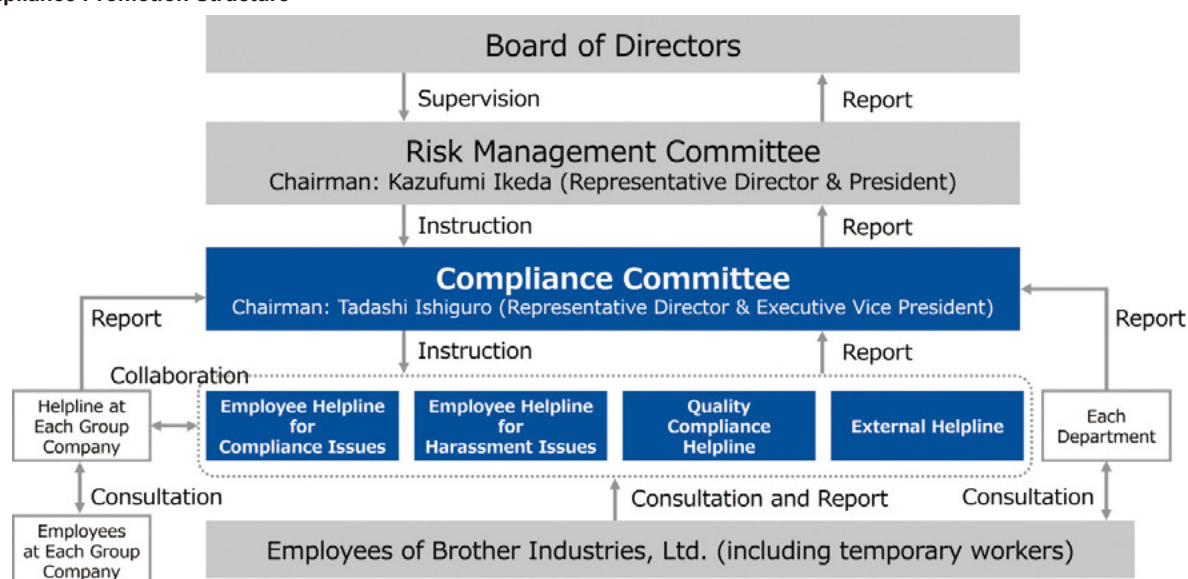 Board of Directors
Supervision
Report
Risk Management Committee
Chairman: Kazufumi Ikeda (Representative Director & President)
Instruction
Report
Compliance Committee
Chairman: Tadashi Ishiguro (Representative Director & Executive Vice President)
Report
Report
Instruction
Report
Collaboration
Helpline at
Each Group
Company
Employee Helpline
for
Compliance Issues
Employee Helpline
for
Harassment Issues
Quality
Compliance
Helpline
External Helpline
Each
Department
Consultation
Consultation and Report
Consultation
Employees
at Each Group
Company
Employees of Brother Industries, Ltd. (including temporary workers)